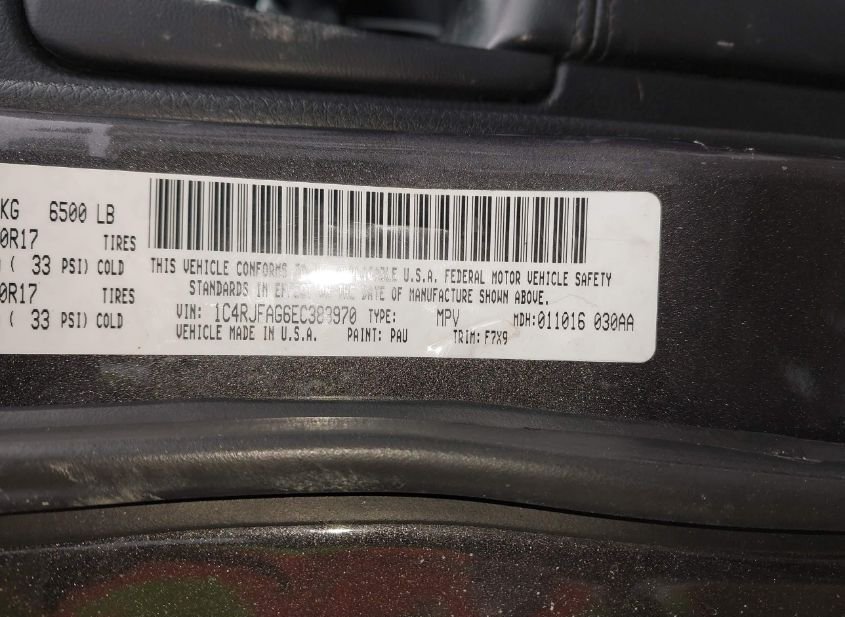 KG 6500 LB
0R17 TIRES
( 33 PSI) COLD
0R17 TIRES
( 33 PSI) COLD
THIS VEHICLE CONFORMS TO ALL APPLICABLE U.S.A. FEDERAL MOTOR VEHICLE SAFETY
STANDARDS IN EFFECT ON THE DATE OF MANUFACTURE SHOWN ABOVE.
VIN: 1C4RJFAG6EC389970 TYPE: MPV MDH:011016 030AA
VEHICLE MADE IN U.S.A. PAINT: PAU TRIM: F7X9